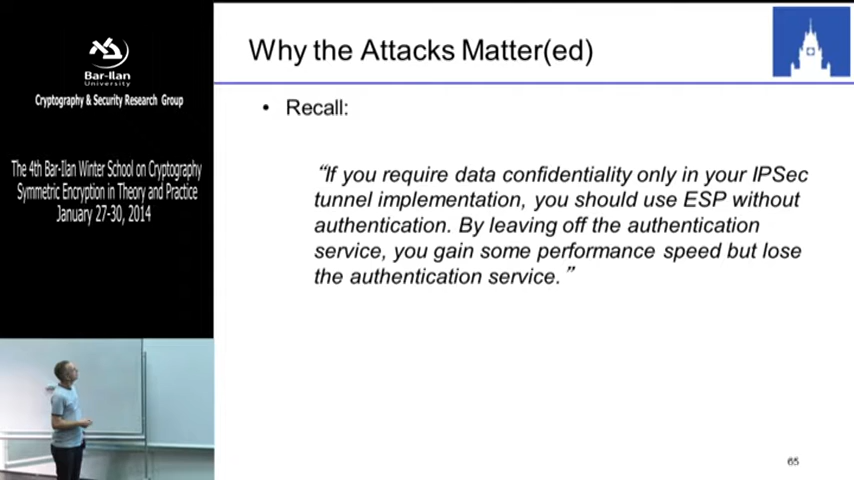 Bar-Ilan
University
Cryptography & Security Research Group
The 4th Bar-Ilan Winter School on Cryptography
Symmetric Encryption in Theory and Practice
January 27-30, 2014
Why the Attacks Matter(ed)
• Recall:
“If you require data confidentiality only in your IPSec
tunnel implementation, you should use ESP without
authentication. By leaving off the authentication
service, you gain some performance speed but lose
the authentication service.”
65